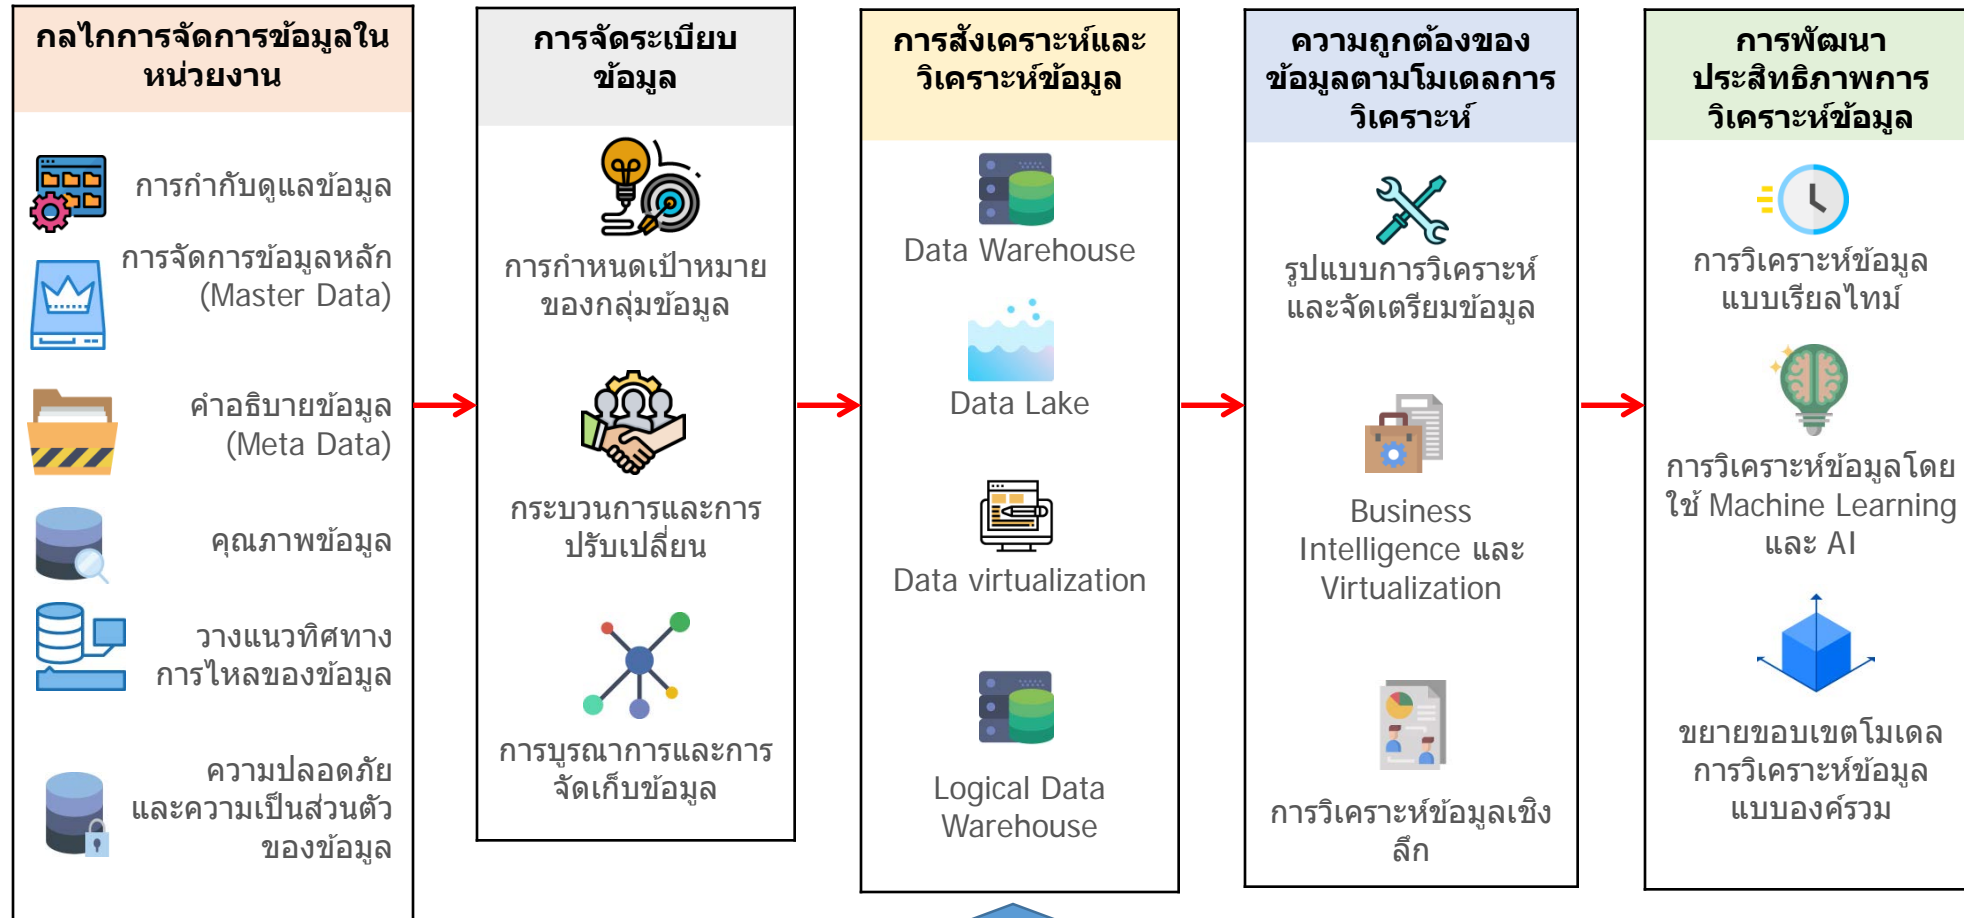 กลไกการจัดการข้อมูลใน
หน่วยงาน
การกำกับดูแลข้อมูล
การจัดการข้อมูลหลัก
(Master Data)
คำอธิบายข้อมูล
(Meta Data)
คุณภาพข้อมูล
วางแนวทิศทาง
การไหลของข้อมูล
ความปลอดภัย
และความเป็นส่วนตัว
ของข้อมูล
การจัดระเบียบ
ข้อมูล
การกำหนดเป้าหมาย
ของกลุ่มข้อมูล
กระบวนการและการ
ปรับเปลี่ยน
การบูรณาการและการ
จัดเก็บข้อมูล
การสังเคราะห์และ
วิเคราะห์ข้อมูล
Data Warehouse
Data Lake
Data virtualization
Logical Data
Warehouse
ความถูกต้องของ
ข้อมูลตามโมเดลการ
วิเคราะห์
รูปแบบการวิเคราะห์
และจัดเตรียมข้อมูล
Business
Intelligence และ
Virtualization
การวิเคราะห์ข้อมูลเชิง
ลึก
การพัฒนา
ประสิทธิภาพการ
วิเคราะห์ข้อมูล
การวิเคราะห์ข้อมูล
แบบเรียลไทม์
การวิเคราะห์ข้อมูลโดย
ใช้ Machine Learning
และ AI
ขยายขอบเขตโมเดล
การวิเคราะห์ข้อมูล
แบบองค์รวม